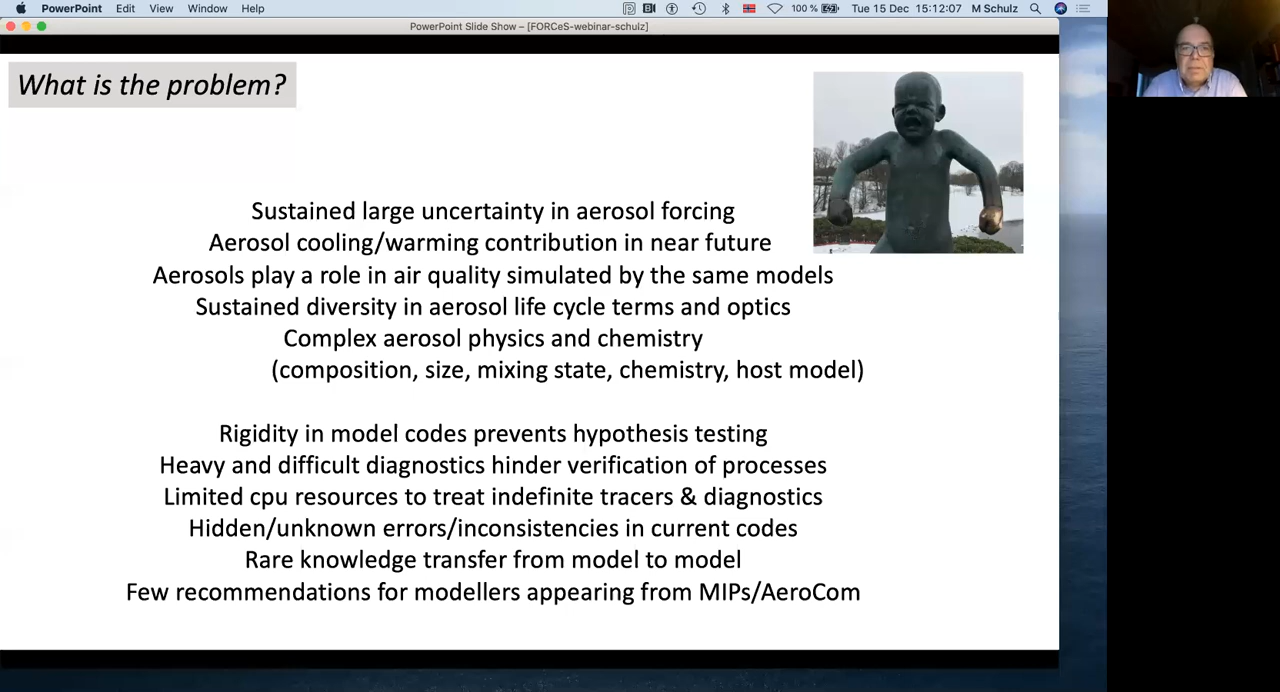 PowerPoint Edit View Window Help 100 % Tue 15 Dec 15:12:07 M Schulz
PowerPoint Slide Show – [FORCeS-webinar-schulz]
What is the problem?
Sustained large uncertainty in aerosol forcing
Aerosol cooling/warming contribution in near future
Aerosols play a role in air quality simulated by the same models
Sustained diversity in aerosol life cycle terms and optics
Complex aerosol physics and chemistry
(composition, size, mixing state, chemistry, host model)
Rigidity in model codes prevents hypothesis testing
Heavy and difficult diagnostics hinder verification of processes
Limited cpu resources to treat indefinite tracers & diagnostics
Hidden/unknown errors/inconsistencies in current codes
Rare knowledge transfer from model to model
Few recommendations for modellers appearing from MIPs/AeroCom